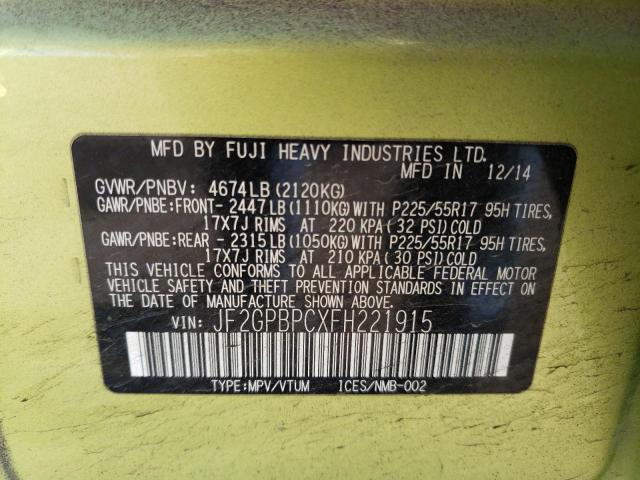 MFD BY FUJI HEAVY INDUSTRIES LTD.
MFD IN 12/14
GVWR/PNBV: 4674LB (2120KG)
GAWR/PNBE:FRONT- 2447LB(1110KG)WITH P225/55R17 95H TIRES,
17X7J RIMS AT 220 KPA( 32 PSI)COLD
GAWR/PNBE:REAR - 2315LB(1050KG)WITH P225/55R17 95H TIRES,
17X7J RIMS AT 210 KPA( 30 PSI)COLD
THIS VEHICLE CONFORMS TO ALL APPLICABLE FEDERAL MOTOR
VEHICLE SAFETY AND THEFT PREVENTION STANDARDS IN EFFECT
ON THE DATE OF MANUFACTURE SHOWN ABOVE.
VIN: JF2GPBPCXFH221915
TYPE:MPV/VTUM ICES/NMB-002